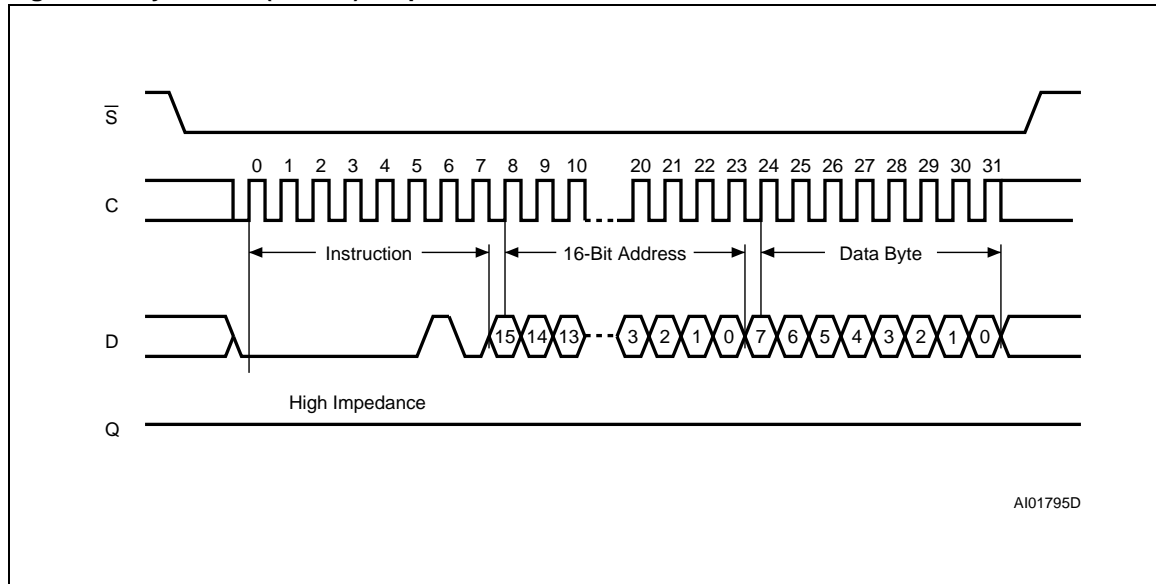 S
0 1 2 3 4 5 6 7 8 9 10 20 21 22 23 24 25 26 27 28 29 30 31
C
Instruction 16-Bit Address Data Byte
D 15 14 13 3 2 1 0 7 6 5 4 3 2 1 0
High Impedance
Q
AI01795D